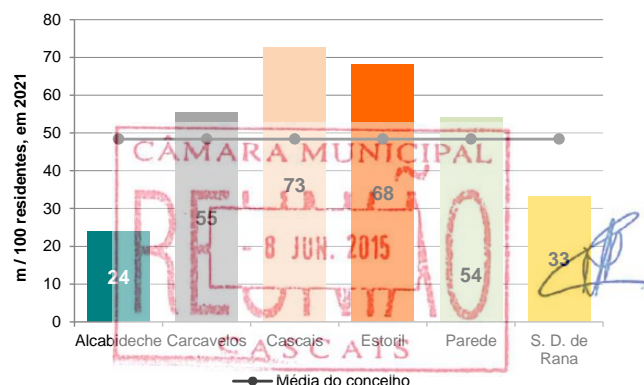 80
70
60
50
40
30
20
10
0
m / 100 residentes, em 2021
24
55
73
68
54
33
Alcabideche Carcavelos Cascais Estoril Parede S. D. de
Rana
Média do concelho
CÂMARA MUNICIPAL
REUNIÃO
- 8 JUN. 2015
CASCAIS